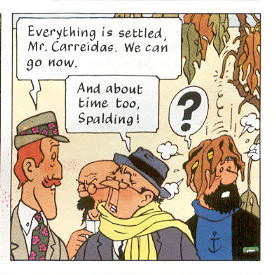 Everything is settled,
Mr. Carreidas. We can
go now.
And about
time too,
Spalding!
?